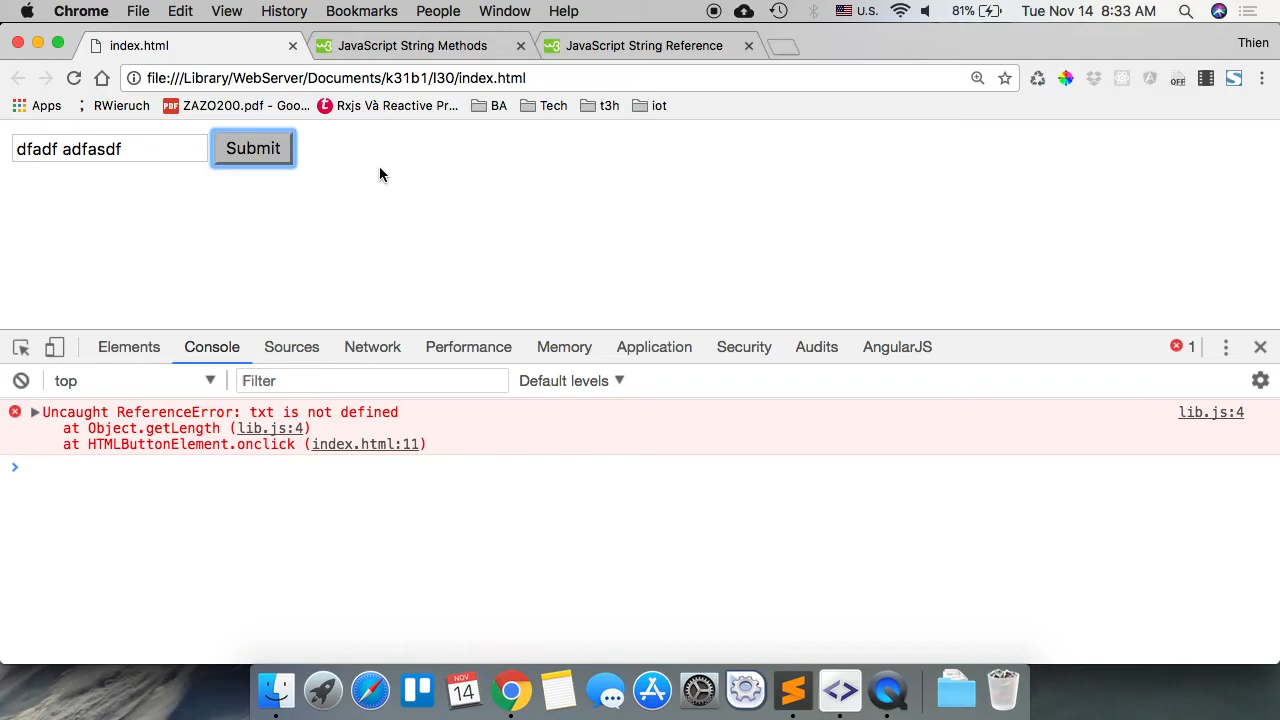 Chrome File Edit View History Bookmarks People Window Help U.S. 81% Tue Nov 14 8:33 AM
index.html JavaScript String Methods JavaScript String Reference Thien
file:///Library/WebServer/Documents/k31b1/l30/index.html OFF
Apps RWieruch ZAZO200.pdf - Goo... Rxjs Và Reactive Pr... BA Tech t3h iot
dfadf adfasdf Submit
Elements Console Sources Network Performance Memory Application Security Audits AngularJS 1
top Filter Default levels
Uncaught ReferenceError: txt is not defined lib.js:4
at Object.getLength (lib.js:4)
at HTMLButtonElement.onclick (index.html:11)
NOV
14